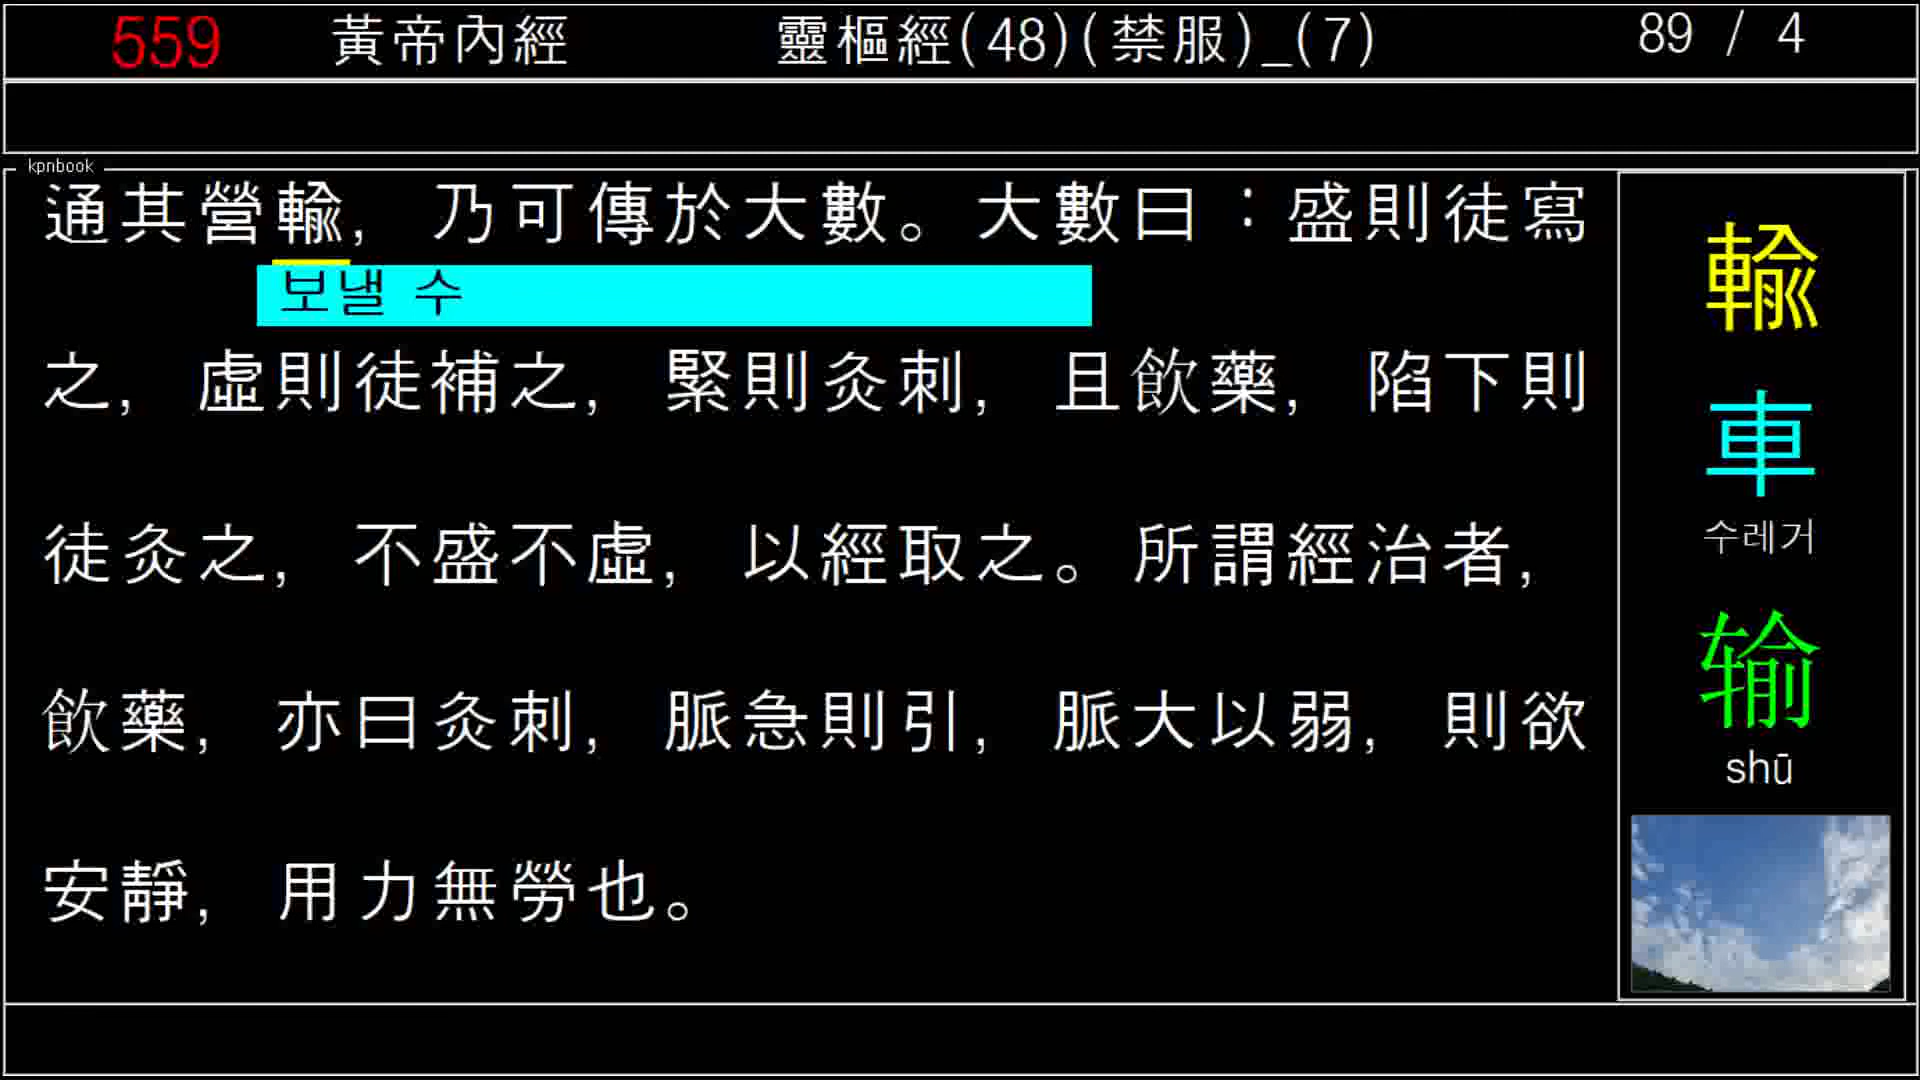 559 黃帝內經 靈樞經(48)(禁服)_(7) 89 / 4
kpnbook
通其營輸, 乃可傳於大數。大數曰：盛則徒寫
보낼 수
之, 虛則徒補之, 緊則灸刺, 且飮藥, 陷下則
徒灸之, 不盛不虛, 以經取之。所謂經治者,
飮藥, 亦曰灸刺, 脈急則引, 脈大以弱, 則欲
安靜, 用力無勞也。
輸
車
수레거
输
shū